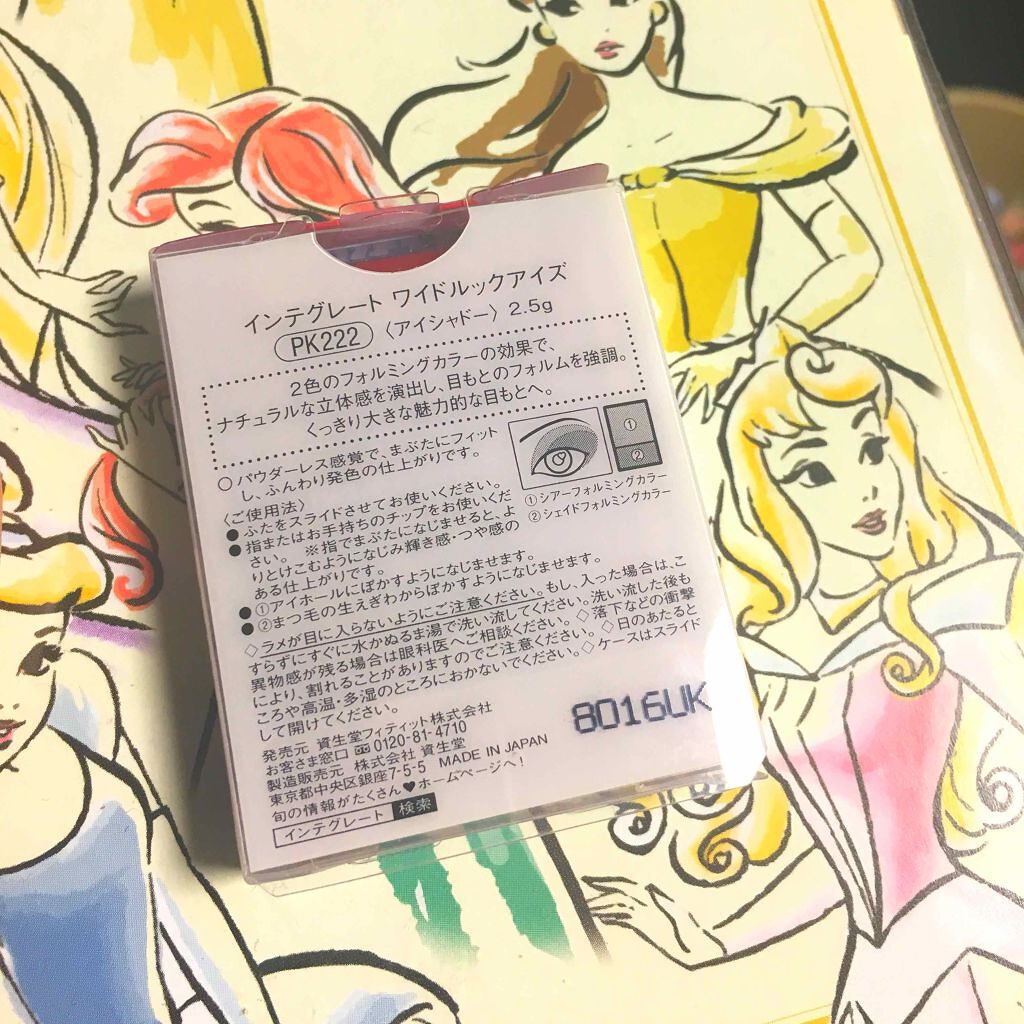 インテグレート ワイドルックアイズ
PK222 〈アイシャドー〉 2.5g
2色のフォルミングカラーの効果で、
ナチュラルな立体感を演出し、目もとのフォルムを強調。
くっきり大きな魅力的な目もとへ。
○ パウダーレス感覚で、まぶたにフィット
し、ふんわり発色の仕上がりです。
①
②
①シアーフォルミングカラー
②シェイドフォルミングカラー
〈ご使用法〉
● ふたをスライドさせてお使いください。
● 指またはお手持ちのチップをお使いくだ
さい。 ※指でまぶたになじませると、よ
りとけこむようになじみ輝き感・つや感の
ある仕上がりです。
● ①アイホールにぼかすようになじませます。
● ②まつ毛の生えぎわからぼかすようになじませます。
◇ラメが目に入らないようにご注意ください。もし、入った場合は、こ
すらずにすぐに水かぬるま湯で洗い流してください。洗い流した後も
異物感が残る場合は眼科医へご相談ください。◇落下などの衝撃
により、割れることがありますのでご注意ください。◇日のあたると
ころや高温・多湿のところにおかないでください。◇ケースはスライド
して開けてください。
発売元 資生堂フィティット株式会社
お客さま窓口 0120-81-4710
製造販売元 株式会社 資生堂
東京都中央区銀座7-5-5 MADE IN JAPAN
旬の情報がたくさん♥ホームページへ!
インテグレート 検索
8016UK